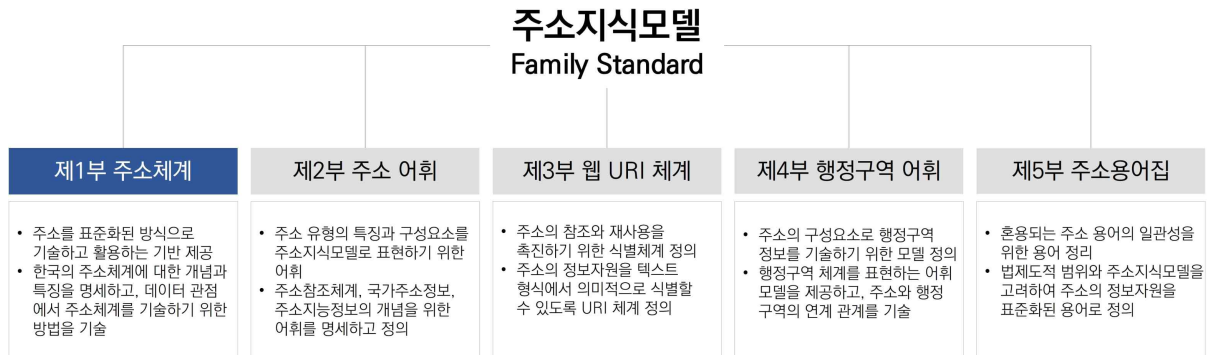 주소지식모델
Family Standard
제1부 주소체계
• 주소를 표준화된 방식으로
기술하고 활용하는 기반 제공
• 한국의 주소체계에 대한 개념과
특징을 명세하고, 데이터 관점
에서 주소체계를 기술하기 위한
방법을 기술
제2부 주소 어휘
• 주소 유형의 특징과 구성요소를
주소지식모델로 표현하기 위한
어휘
• 주소참조체계, 국가주소정보,
주소지능정보의 개념을 위한
어휘를 명세하고 정의
제3부 웹 URI 체계
• 주소의 참조와 재사용을
촉진하기 위한 식별체계 정의
• 주소의 정보자원을 텍스트
형식에서 의미적으로 식별할
수 있도록 URI 체계 정의
제4부 행정구역 어휘
• 주소의 구성요소로 행정구역
정보를 기술하기 위한 모델 정의
• 행정구역 체계를 표현하는 어휘
모델을 제공하고, 주소와 행정
구역의 연계 관계를 기술
제5부 주소용어집
• 혼용되는 주소 용어의 일관성을
위한 용어 정리
• 법제도적 범위와 주소지식모델을
고려하여 주소의 정보자원을
표준화된 용어로 정의